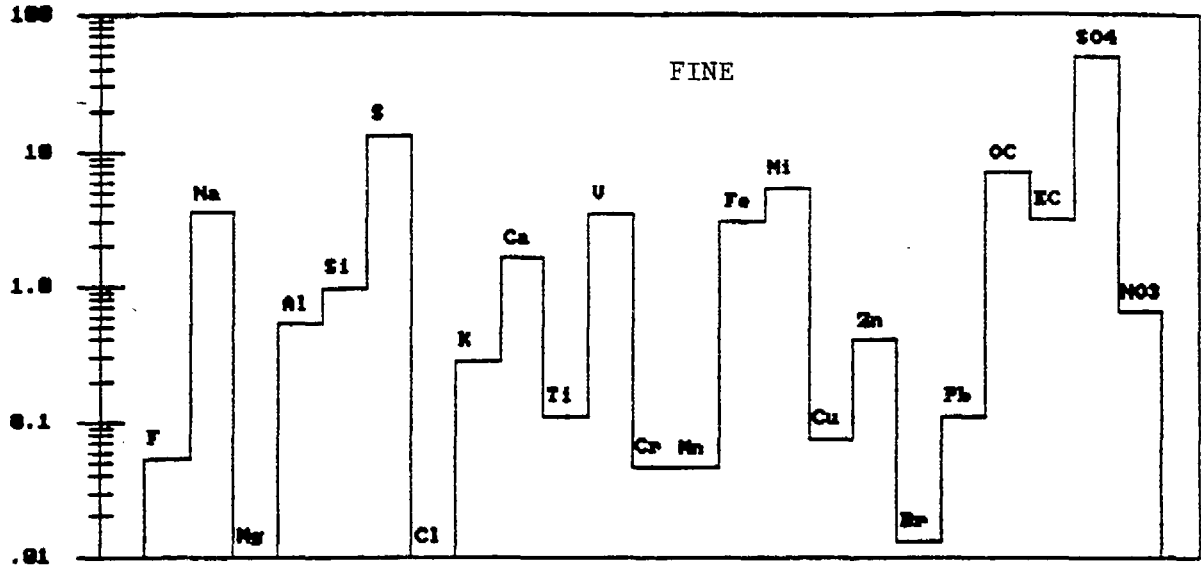 100
SO4
FINE
S
10
OC
Ni
Na
EC
V
Fe
Ca
Si
1.0
NO3
Al
Zn
K
Ti
Pb
0.1
Cu
F
Cr Mn
Br
Mg
Cl
.01